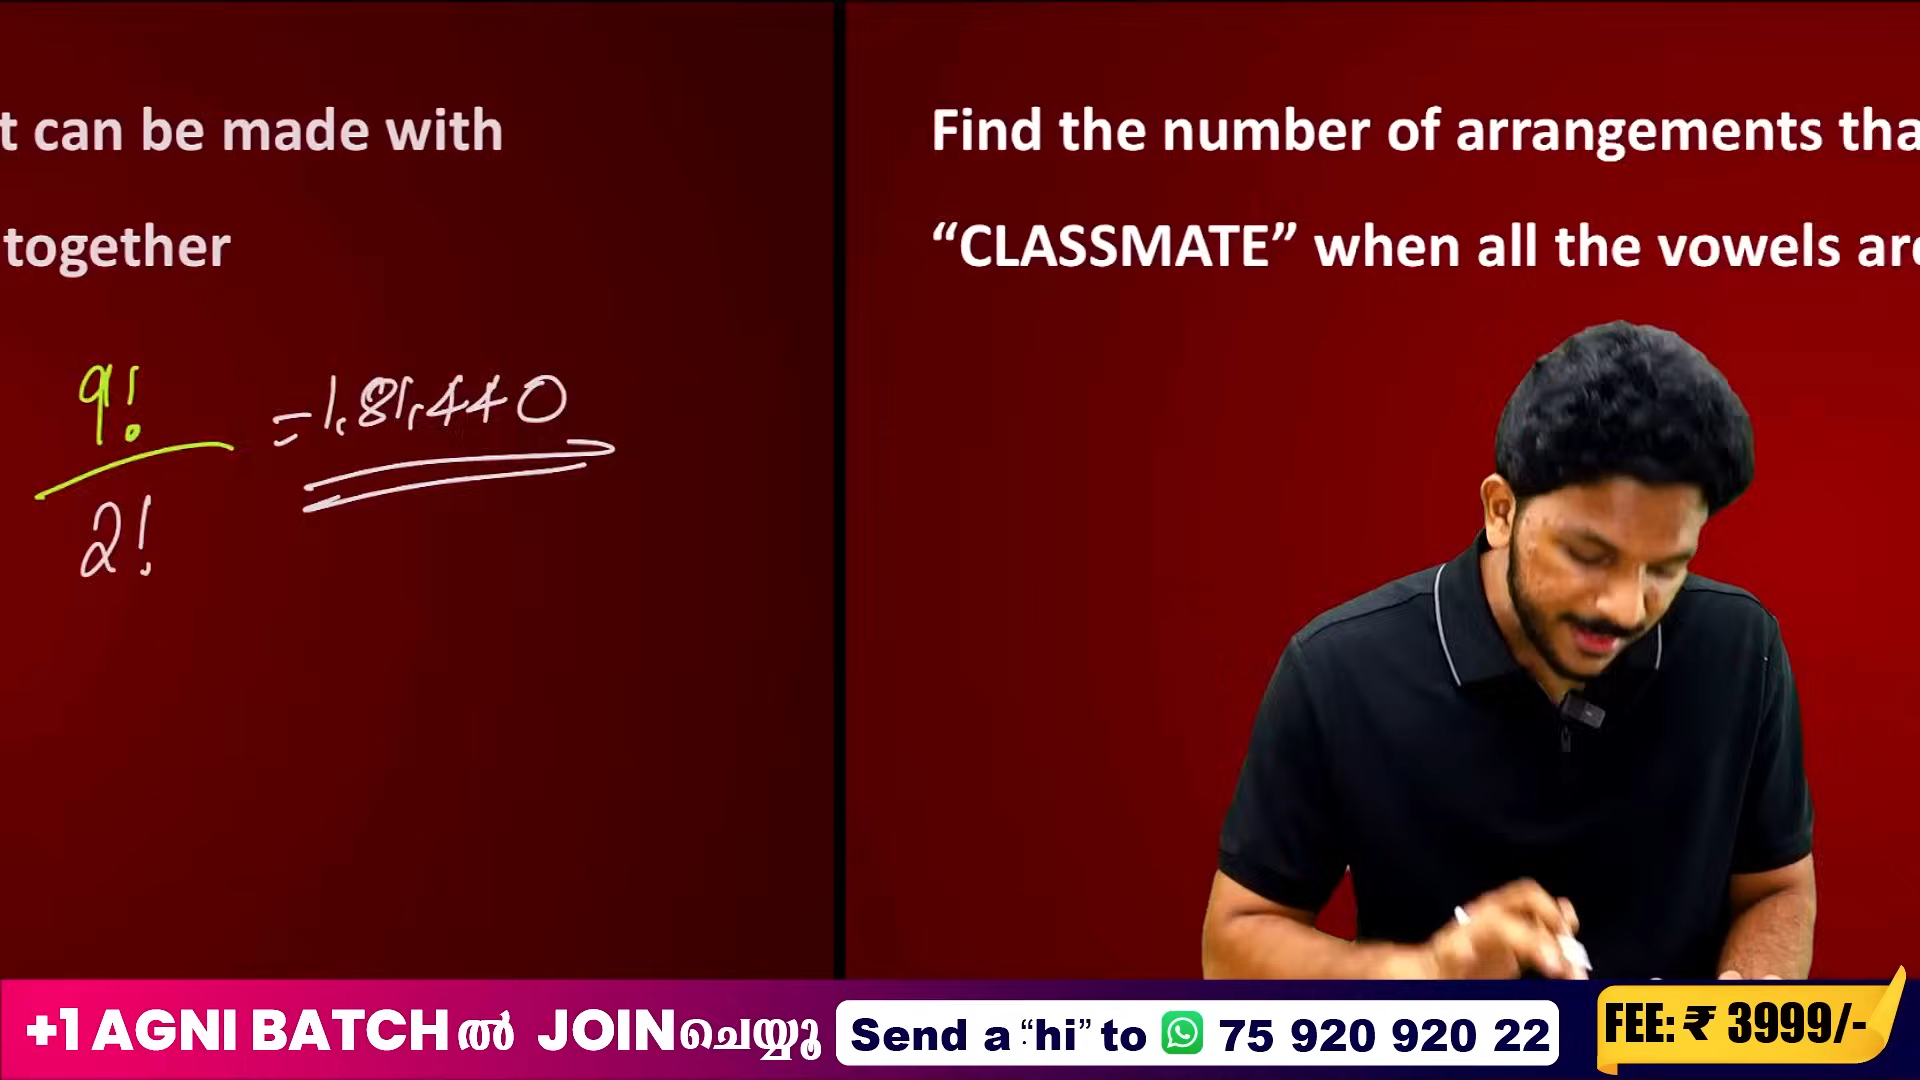 t can be made with
together
9!
2!
=1,81,440
Find the number of arrangements tha
“CLASSMATE” when all the vowels are
+1 AGNI BATCH ൽ JOIN ചെയ്യൂ
Send a “hi” to 75 920 920 22
FEE: ₹ 3999/-